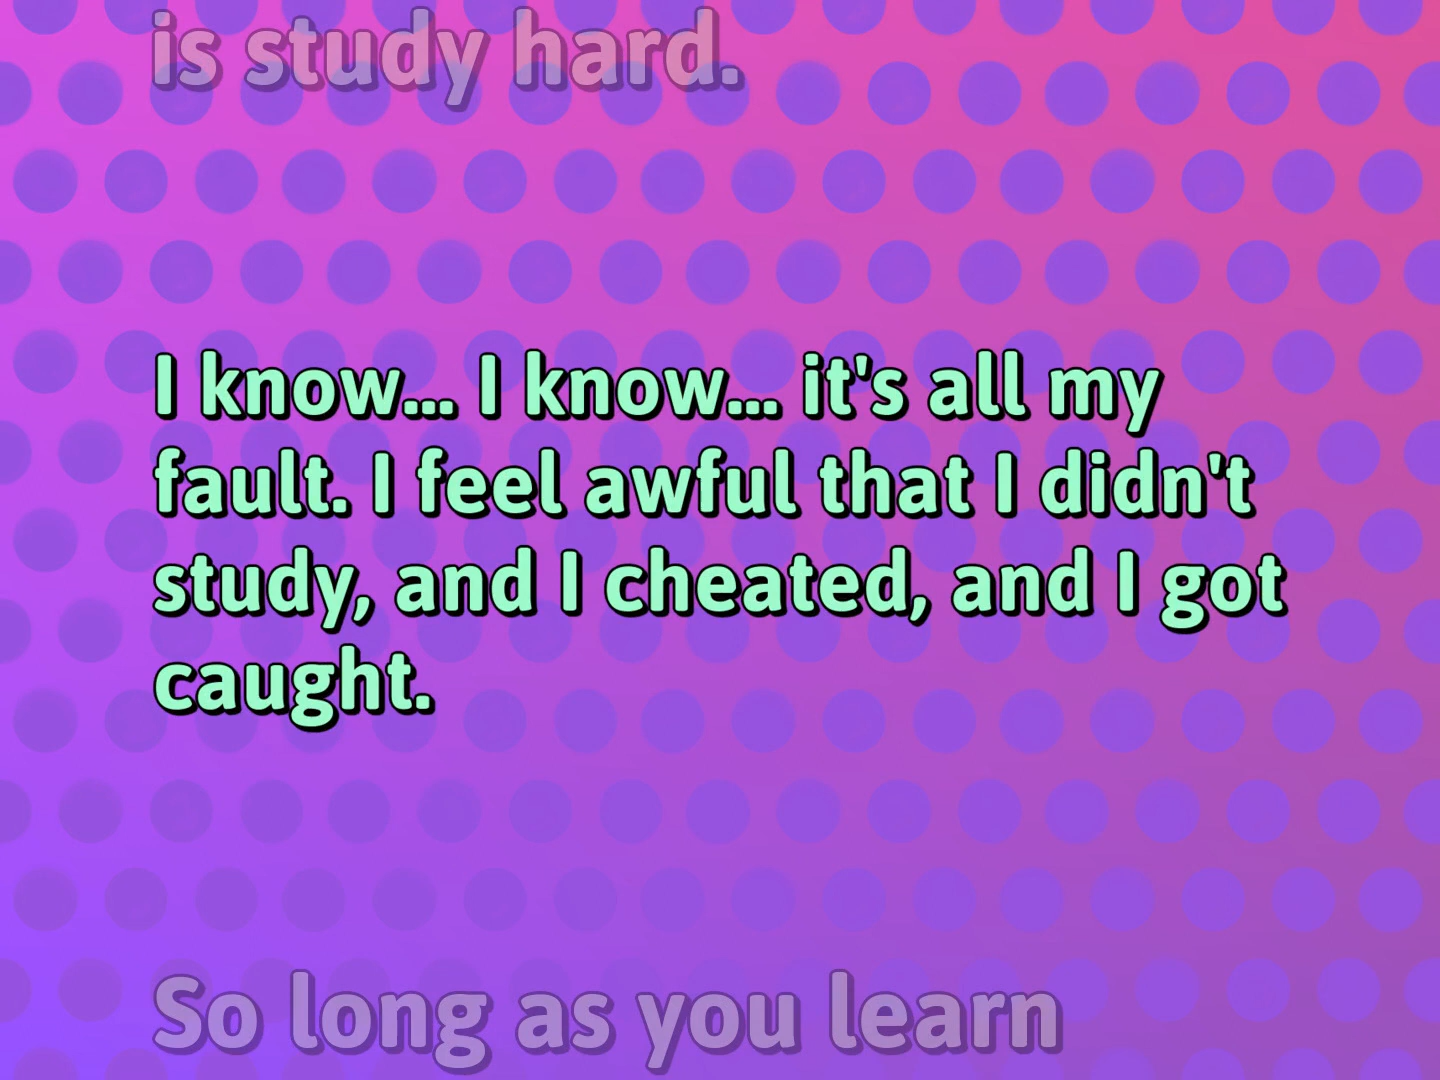 is study hard.
I know... I know... it's all my
fault. I feel awful that I didn't
study, and I cheated, and I got
caught.
So long as you learn